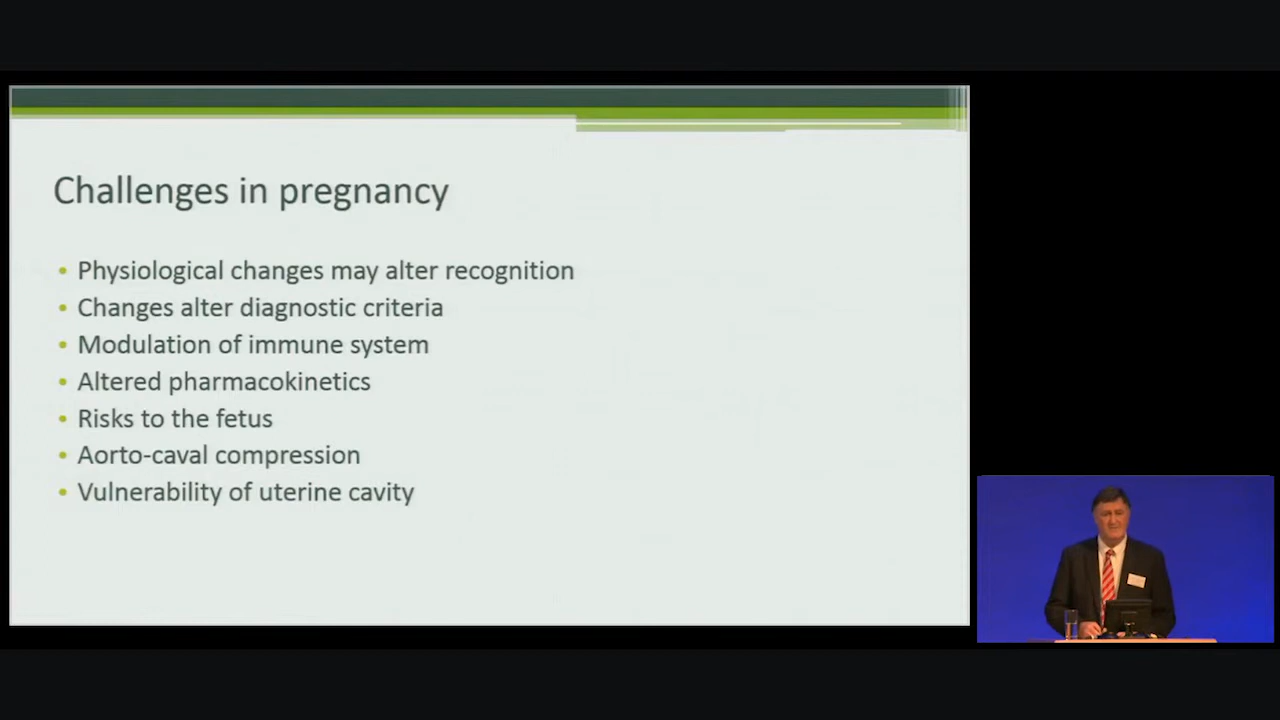 Challenges in pregnancy
• Physiological changes may alter recognition
• Changes alter diagnostic criteria
• Modulation of immune system
• Altered pharmacokinetics
• Risks to the fetus
• Aorto-caval compression
• Vulnerability of uterine cavity